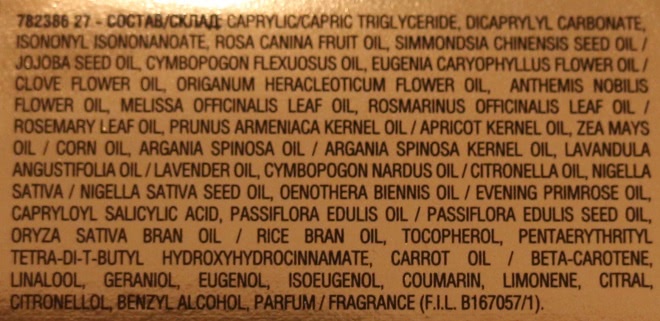 782386 27 - СОСТАВ/СКЛАД: CAPRYLIC/CAPRIC TRIGLYCERIDE, DICAPRYLYL CARBONATE,
ISONONYL ISONONANOATE, ROSA CANINA FRUIT OIL, SIMMONDSIA CHINENSIS SEED OIL /
JOJOBA SEED OIL, CYMBOPOGON FLEXUOSUS OIL, EUGENIA CARYOPHYLLUS FLOWER OIL /
CLOVE FLOWER OIL, ORIGANUM HERACLEOTICUM FLOWER OIL, ANTHEMIS NOBILIS
FLOWER OIL, MELISSA OFFICINALIS LEAF OIL, ROSMARINUS OFFICINALIS LEAF OIL /
ROSEMARY LEAF OIL, PRUNUS ARMENIACA KERNEL OIL / APRICOT KERNEL OIL, ZEA MAYS
OIL / CORN OIL, ARGANIA SPINOSA OIL / ARGANIA SPINOSA KERNEL OIL, LAVANDULA
ANGUSTIFOLIA OIL / LAVENDER OIL, CYMBOPOGON NARDUS OIL / CITRONELLA OIL, NIGELLA
SATIVA / NIGELLA SATIVA SEED OIL, OENOTHERA BIENNIS OIL / EVENING PRIMROSE OIL,
CAPRYLOYL SALICYLIC ACID, PASSIFLORA EDULIS OIL / PASSIFLORA EDULIS SEED OIL,
ORYZA SATIVA BRAN OIL / RICE BRAN OIL, TOCOPHEROL, PENTAERYTHRITYL
TETRA-DI-T-BUTYL HYDROXYHYDROCINNAMATE, CARROT OIL / BETA-CAROTENE,
LINALOOL, GERANIOL, EUGENOL, ISOEUGENOL, COUMARIN, LIMONENE, CITRAL,
CITRONELLOL, BENZYL ALCOHOL, PARFUM / FRAGRANCE (F.I.L. B167057/1).